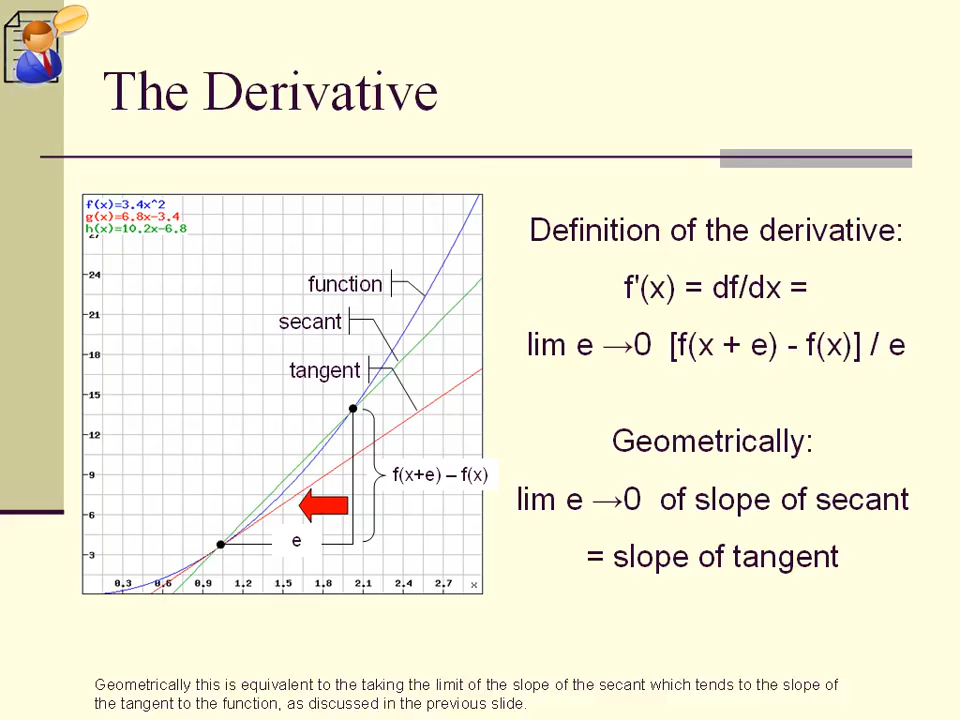 The Derivative
f(x)=3.4x^2
g(x)=6.8x-3.4
h(x)=10.2x-6.8
27
24
21
18
15
12
9
6
3
function
secant
tangent
f(x+e) – f(x)
e
0.3 0.6 0.9 1.2 1.5 1.8 2.1 2.4 2.7 x
Definition of the derivative:
f'(x) = df/dx =
lim e →0 [f(x + e) - f(x)] / e
Geometrically:
lim e →0 of slope of secant
= slope of tangent
Geometrically this is equivalent to the taking the limit of the slope of the secant which tends to the slope of
the tangent to the function, as discussed in the previous slide.